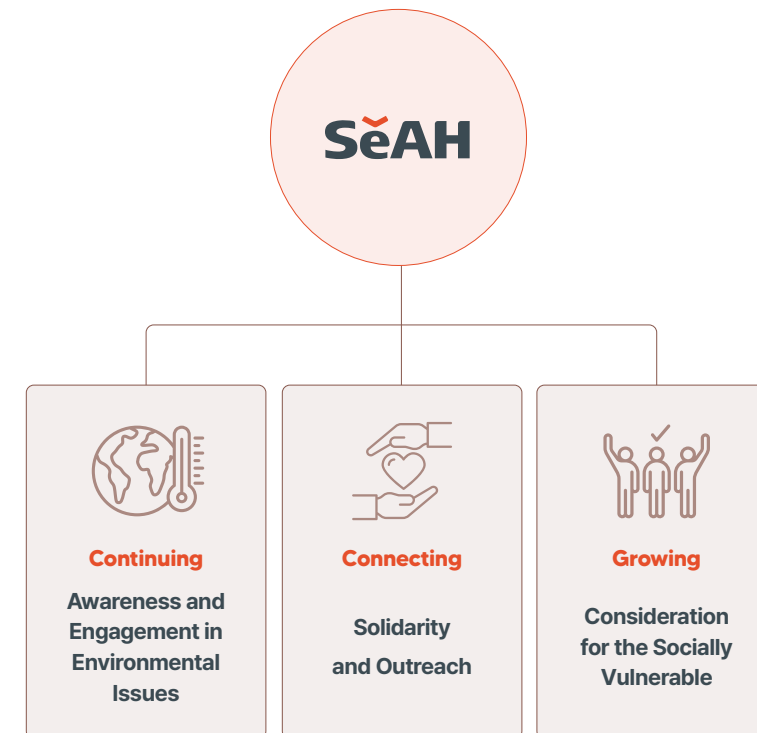 SeAH
Continuing
Awareness and
Engagement in
Environmental
Issues
Connecting
Solidarity
and Outreach
Growing
Consideration
for the Socially
Vulnerable